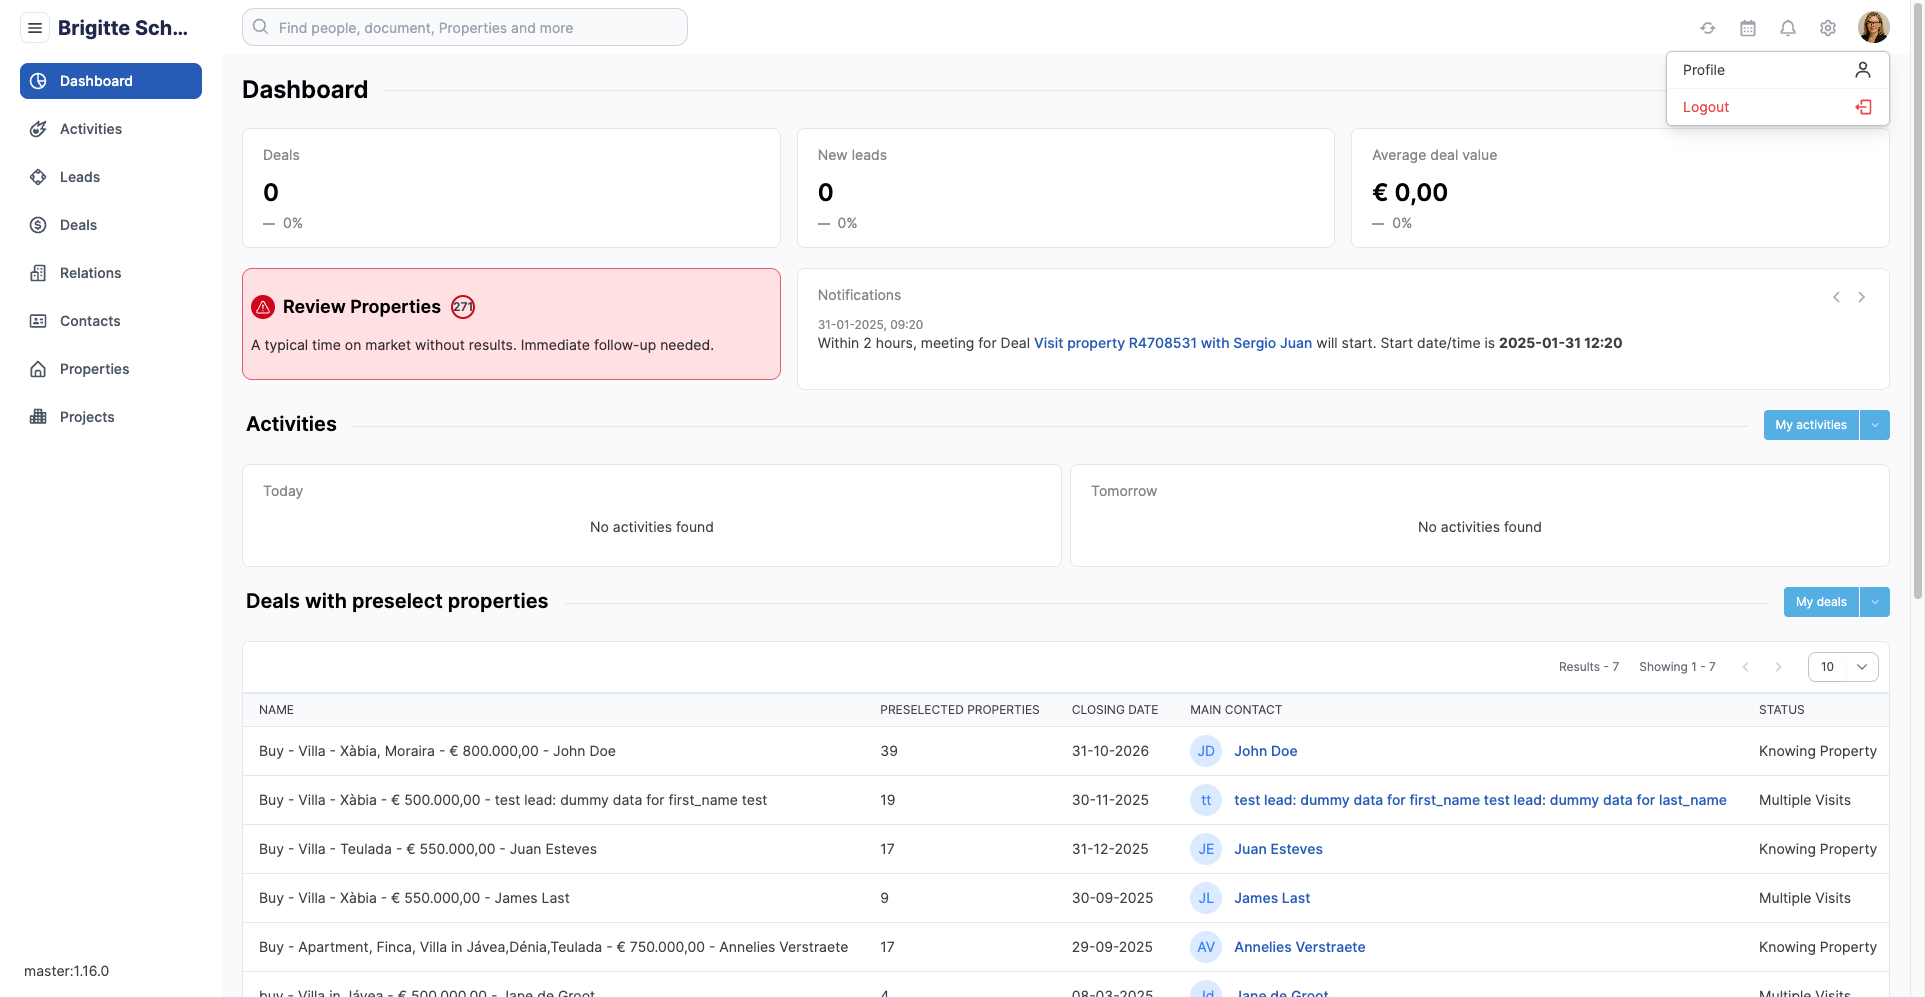 Brigitte Sch...
Find people, document, Properties and more
Profile
Logout
Dashboard
Activities
Leads
Deals
Relations
Contacts
Properties
Projects
master:1.16.0
Dashboard
Deals
0
— 0%
New leads
0
— 0%
Average deal value
€ 0,00
— 0%
Review Properties 271
A typical time on market without results. Immediate follow-up needed.
Notifications
31-01-2025, 09:20
Within 2 hours, meeting for Deal Visit property R4708531 with Sergio Juan will start. Start date/time is 2025-01-31 12:20
Activities
My activities
Today
No activities found
Tomorrow
No activities found
Deals with preselect properties
My deals
Results - 7 Showing 1 - 7 10
NAME PRESELECTED PROPERTIES CLOSING DATE MAIN CONTACT STATUS
Buy - Villa - Xàbia, Moraira - € 800.000,00 - John Doe 39 31-10-2026 JD John Doe Knowing Property
Buy - Villa - Xàbia - € 500.000,00 - test lead: dummy data for first_name test 19 30-11-2025 tt test lead: dummy data for first_name test lead: dummy data for last_name Multiple Visits
Buy - Villa - Teulada - € 550.000,00 - Juan Esteves 17 31-12-2025 JE Juan Esteves Knowing Property
Buy - Villa - Xàbia - € 550.000,00 - James Last 9 30-09-2025 JL James Last Multiple Visits
Buy - Apartment, Finca, Villa in Jávea,Dénia,Teulada - € 750.000,00 - Annelies Verstraete 17 29-09-2025 AV Annelies Verstraete Knowing Property
buy - Villa in Jávea - € 500.000,00 - Jane de Groot 4 08-03-2025 Jd Jane de Groot Multiple Visits